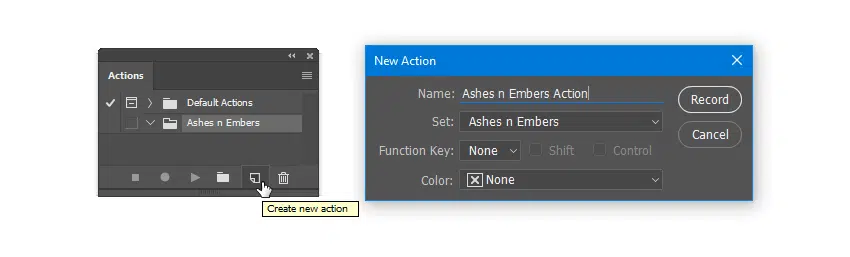 Actions
Default Actions
Ashes n Embers
Create new action
New Action
Name: Ashes n Embers Action
Record
Set: Ashes n Embers
Cancel
Function Key: None Shift Control
Color: None